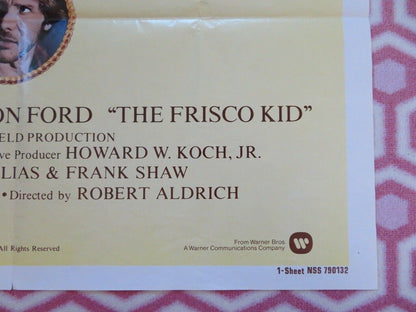 ON FORD "THE FRISCO KID"
ELD PRODUCTION
ve Producer HOWARD W. KOCH, JR.
LIAS & FRANK SHAW
• Directed by ROBERT ALDRICH
All Rights Reserved
From Warner Bros
A Warner Communications Company
1-Sheet NSS 790132